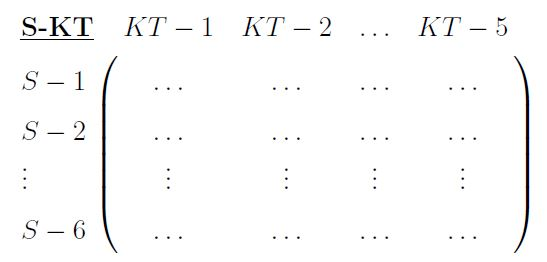 S-KT KT − 1 KT − 2 ... KT − 5
S − 1 ... ... ... ...
S − 2 ... ... ... ...
⋮ ⋮ ⋮ ⋮ ⋮
S − 6 ... ... ... ...